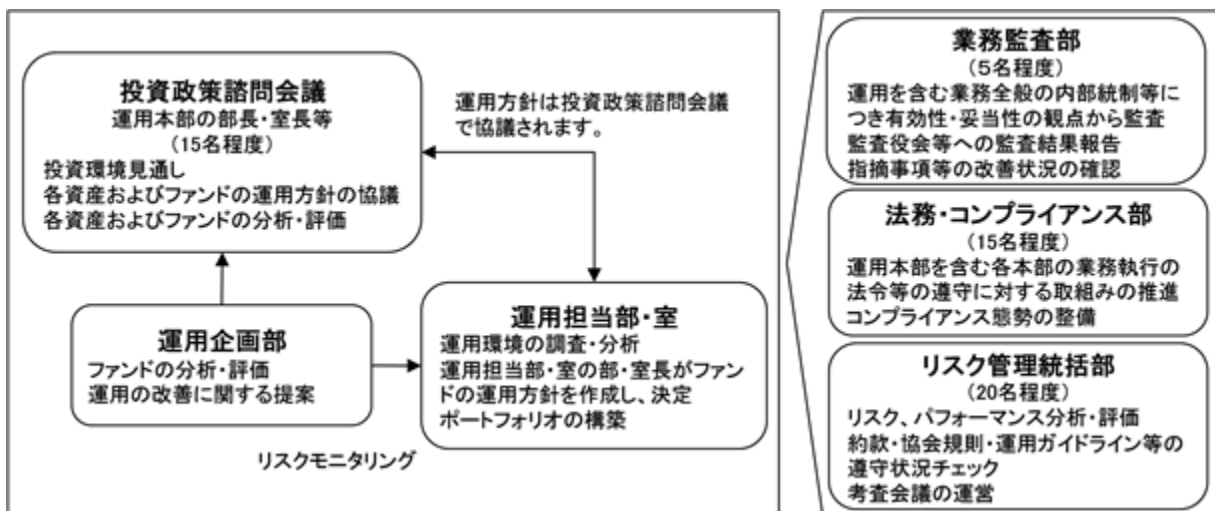 投資政策諮問会議
運用本部の部長・室長等
(15名程度)
投資環境見通し
各資産およびファンドの運用方針の協議
各資産およびファンドの分析・評価
運用方針は投資政策諮問会議
で協議されます。
運用企画部
ファンドの分析・評価
運用の改善に関する提案
運用担当部・室
運用環境の調査・分析
運用担当部・室の部・室長がファン
ドの運用方針を作成し、決定
ポートフォリオの構築
リスクモニタリング
業務監査部
(5名程度)
運用を含む業務全般の内部統制等に
つき有効性・妥当性の観点から監査
監査役会等への監査結果報告
指摘事項等の改善状況の確認
法務・コンプライアンス部
(15名程度)
運用本部を含む各本部の業務執行の
法令等の遵守に対する取組みの推進
コンプライアンス態勢の整備
リスク管理統括部
(20名程度)
リスク、パフォーマンス分析・評価
約款・協会規則・運用ガイドライン等の
遵守状況チェック
考査会議の運営